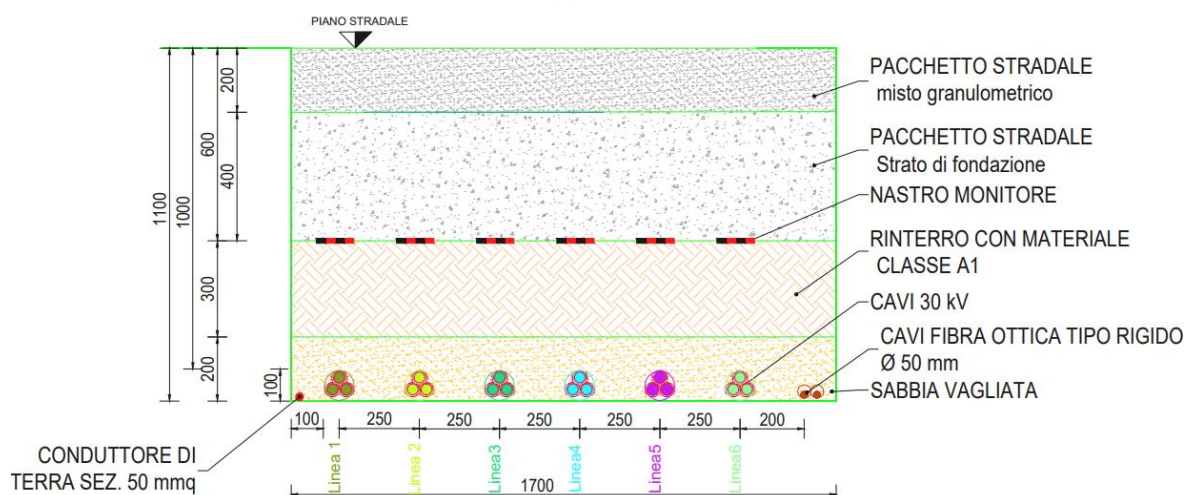 PIANO STRADALE
200
600
400
1100
1000
300
200
100
PACCHETTO STRADALE
misto granulometrico
PACCHETTO STRADALE
Strato di fondazione
NASTRO MONITORE
RINTERRO CON MATERIALE
CLASSE A1
CAVI 30 kV
CAVI FIBRA OTTICA TIPO RIGIDO
Ø 50 mm
SABBIA VAGLIATA
100
250
250
250
250
250
200
CONDUTTORE DI
TERRA SEZ. 50 mmq
Linea 1
Linea 2
Linea3
Linea4
Linea5
Linea6
1700